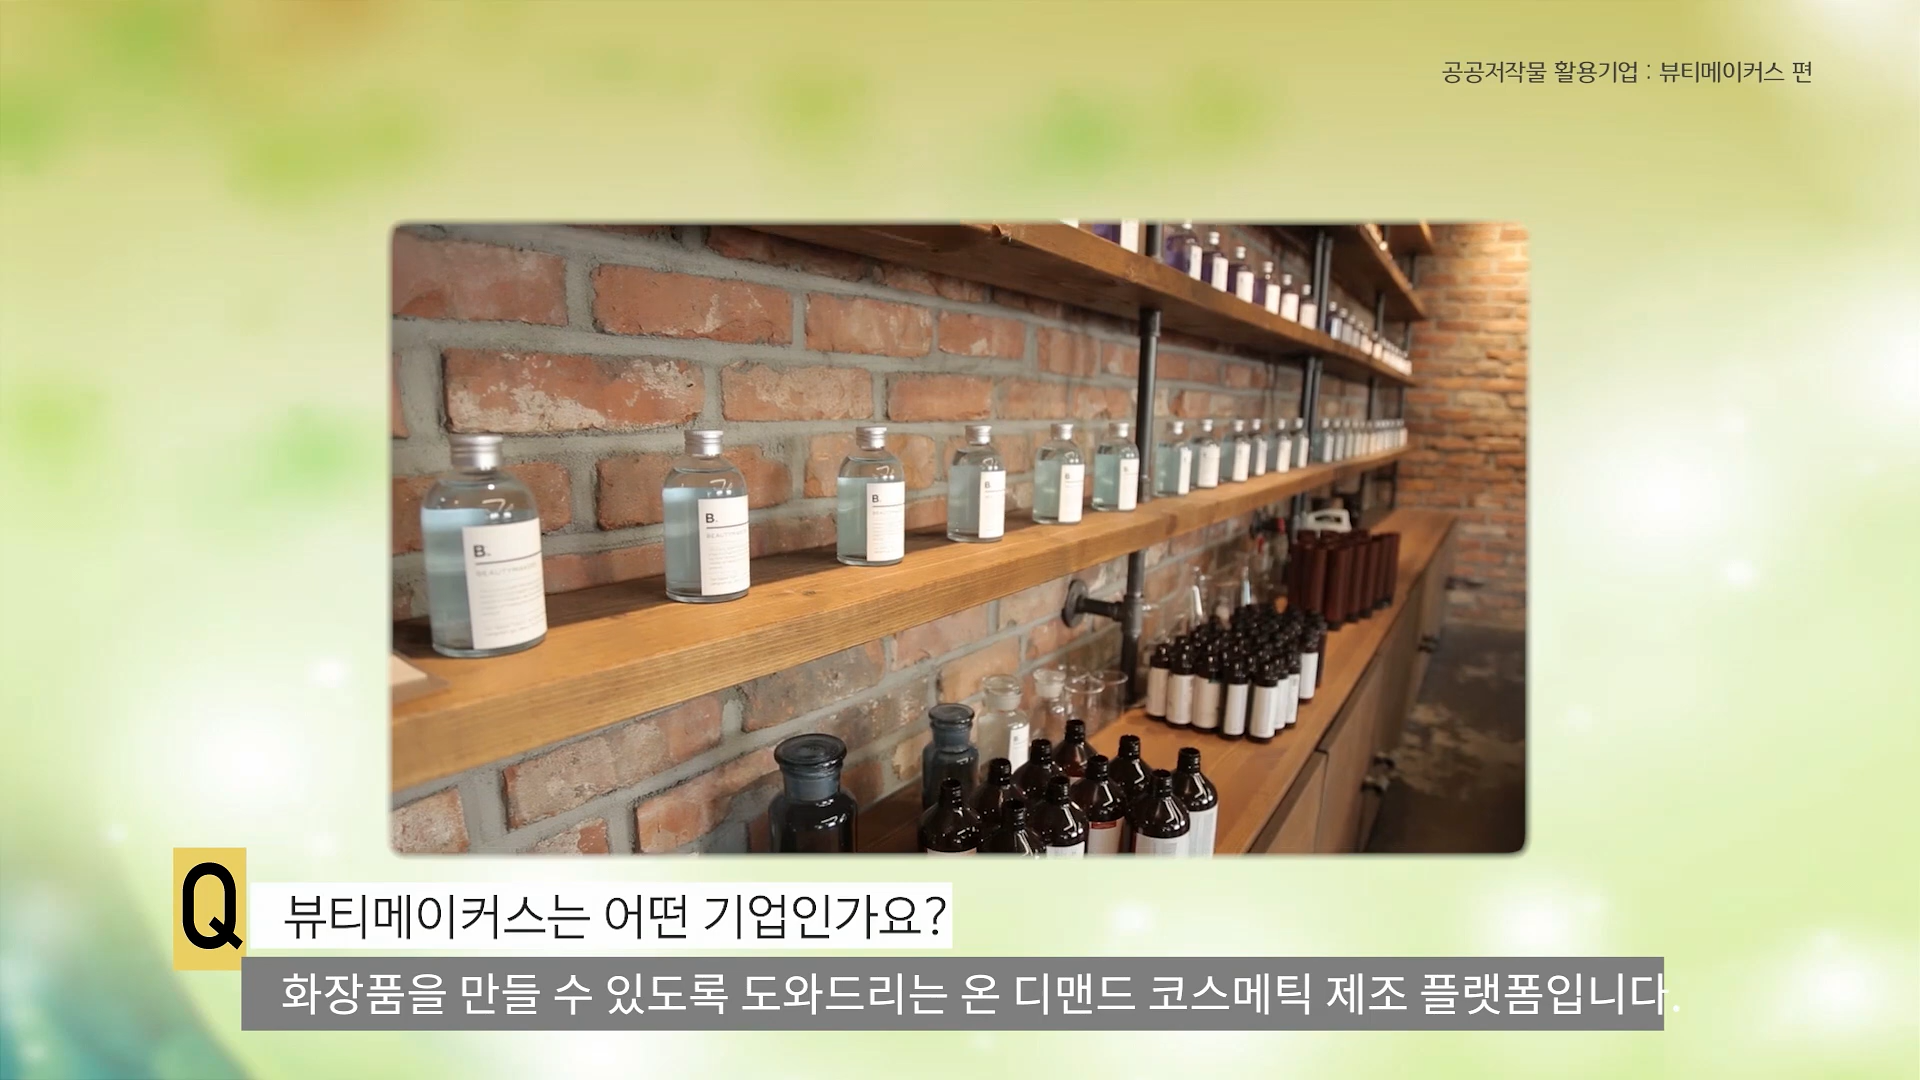 공공저작물 활용기업 : 뷰티메이커스 편
B.
BEAUTYMAKERS
B.
B.
B.
B.
Q 뷰티메이커스는 어떤 기업인가요?
화장품을 만들 수 있도록 도와드리는 온 디맨드 코스메틱 제조 플랫폼입니다.